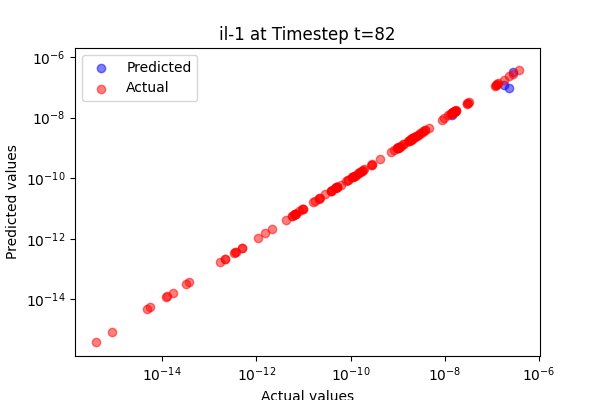 il-1 at Timestep t=82
Predicted
Actual
Predicted values
10⁻⁶
10⁻⁸
10⁻¹⁰
10⁻¹²
10⁻¹⁴
10⁻¹⁴ 10⁻¹² 10⁻¹⁰ 10⁻⁸ 10⁻⁶
Actual values